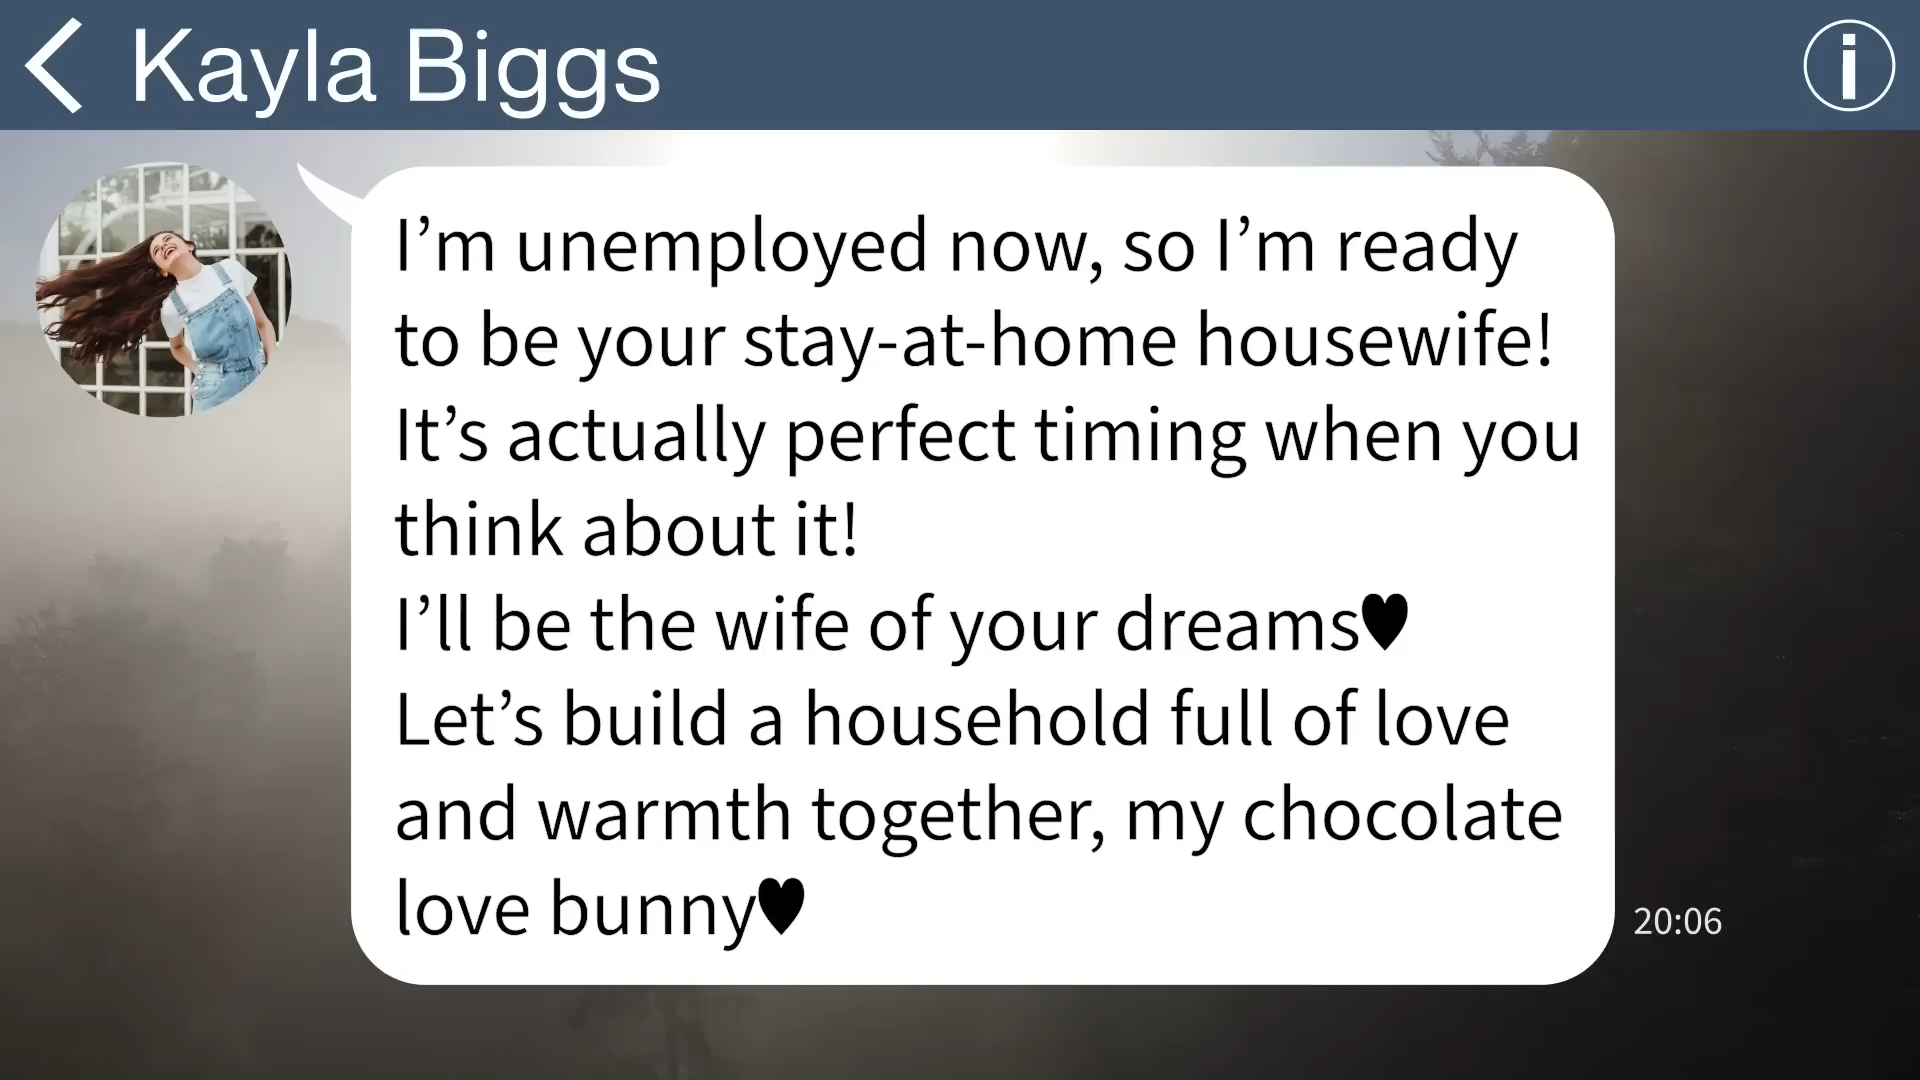 Kayla Biggs
I’m unemployed now, so I’m ready
to be your stay-at-home housewife!
It’s actually perfect timing when you
think about it!
I’ll be the wife of your dreams♥
Let’s build a household full of love
and warmth together, my chocolate
love bunny♥
20:06